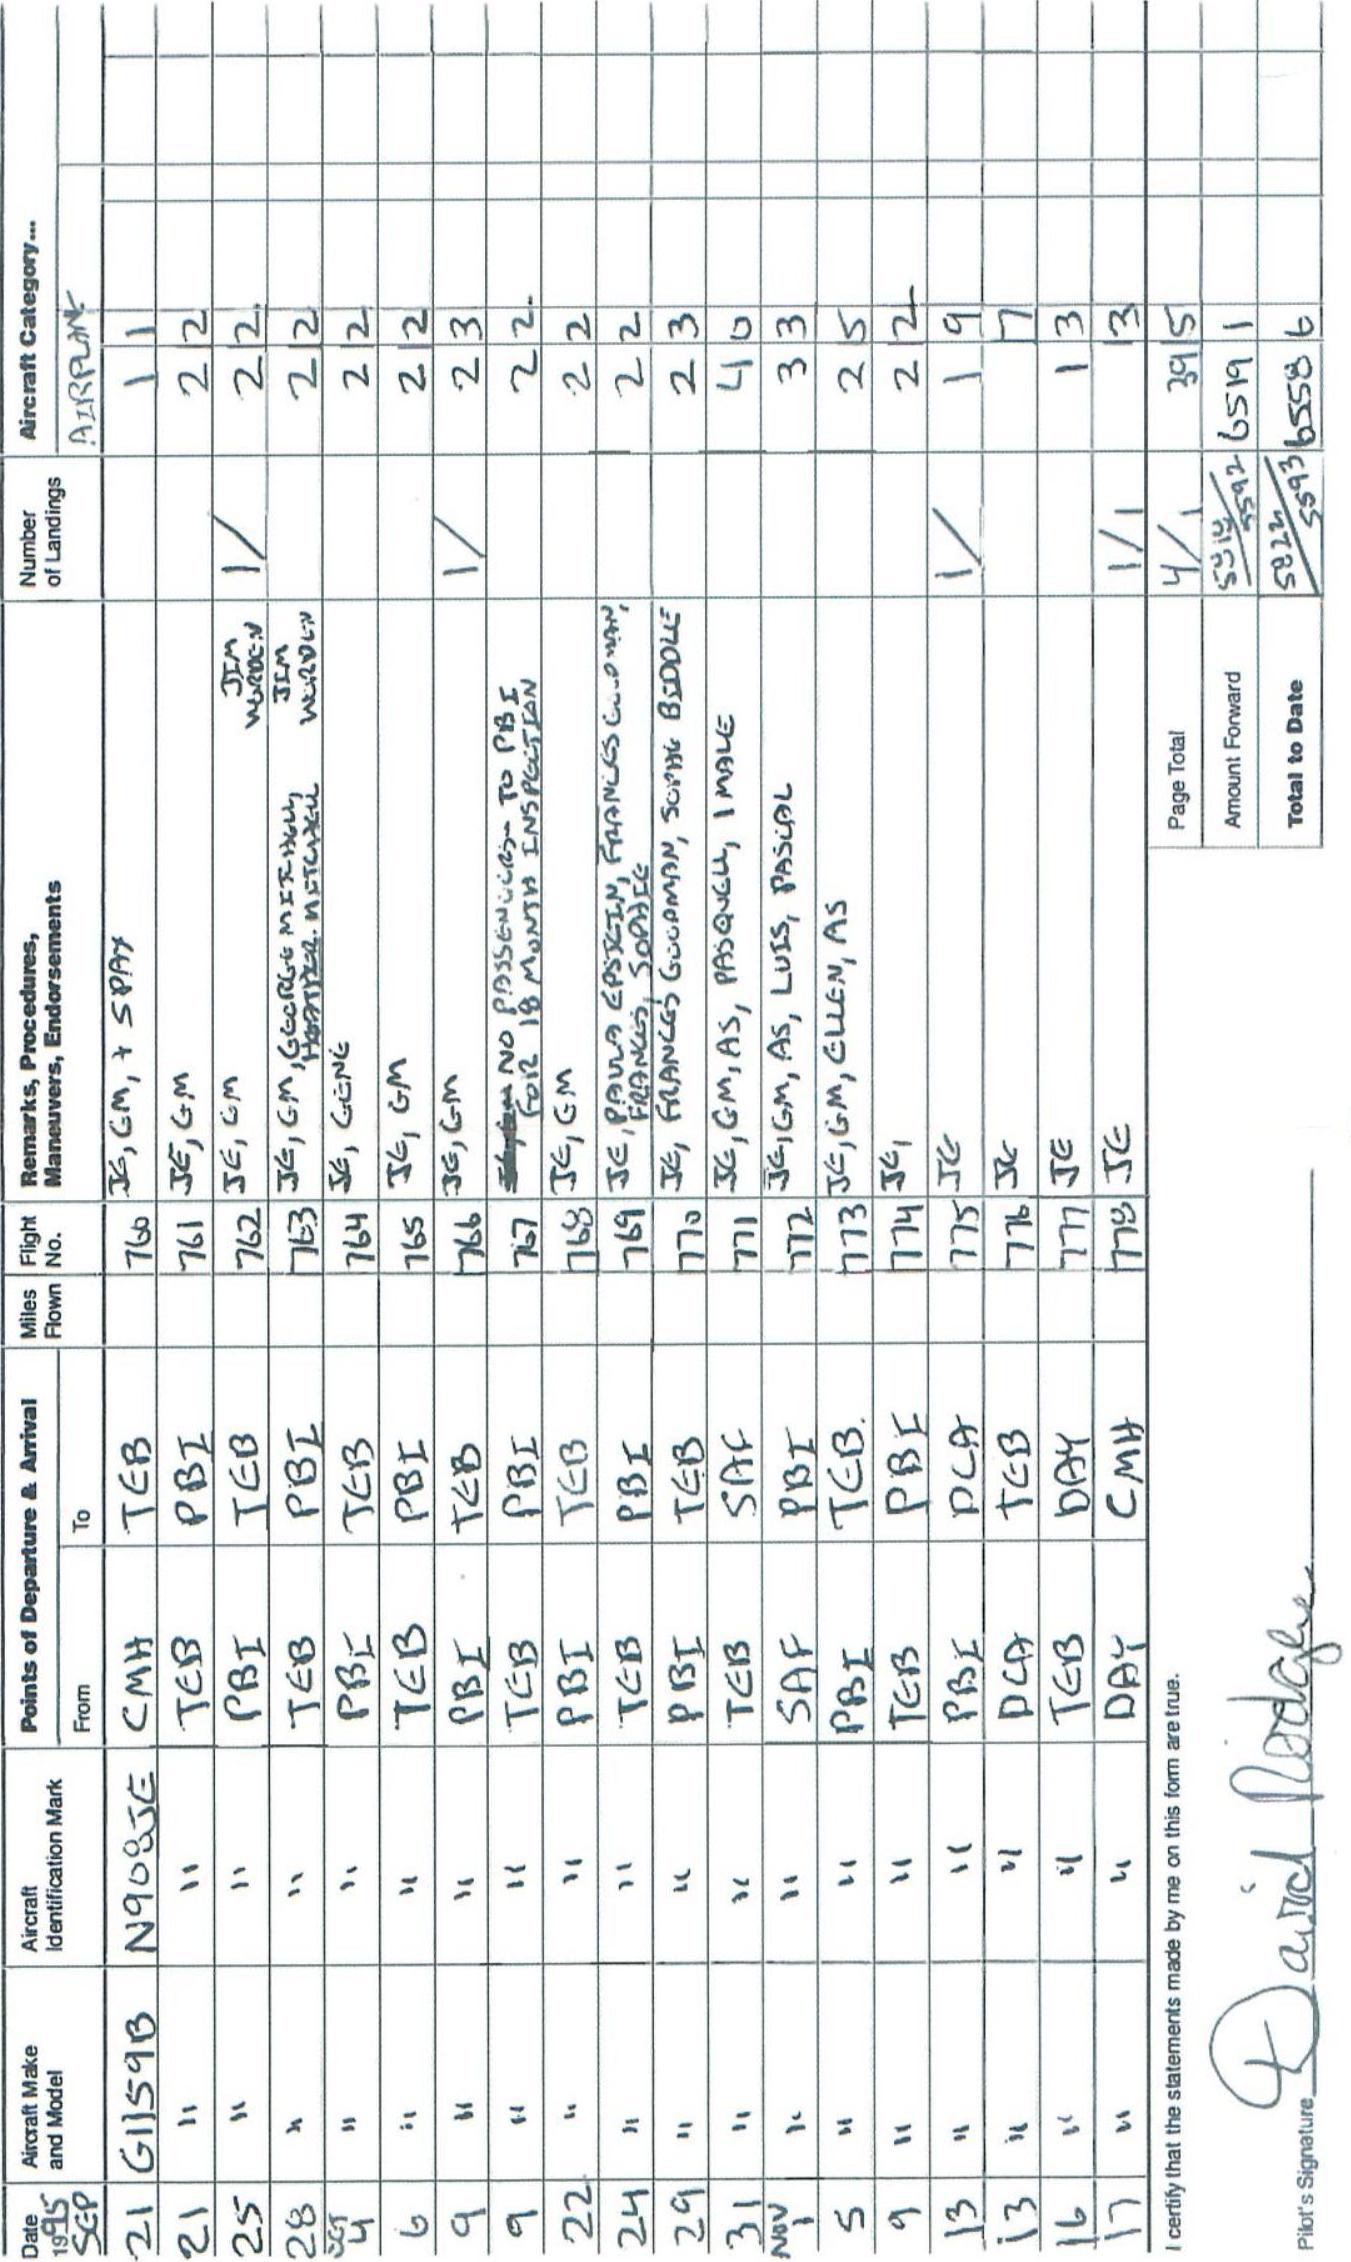 Date Aircraft Make and Model Aircraft Identification Mark Points of Departure & Arrival Miles Flown Flight No. Remarks, Procedures, Maneuvers, Endorsements Number of Landings Aircraft Category...
1995 SEP From To AIRPLANE
21 G1159B N908JE CMH TEB 760 JE, GM, + 5 PAX 1 1
21 " " TEB PBI 761 JE, GM 2 2
25 " " PBI TEB 762 JE, GM JIM WORDEN 1/ 2 2
28 " " TEB PBI 763 JE, GM, GEORGE MITCHELL, HEATHER MITCHELL JIM WORDEN 2 2
OCT 4 " " PBI TEB 764 JE, GENE 2 2
6 " " TEB PBI 765 JE, GM 2 2
9 " " PBI TEB 766 JE, GM 1/ 2 3
9 " " TEB PBI 767 NO PASSENGERS - TO PBI FOR 18 MONTH INSPECTION 2 2
22 " " PBI TEB 768 JE, GM 2 2
24 " " TEB PBI 769 JE, PAULA EPSTEIN, FRANCES GOODMAN, FRANCES, SOPHIE 2 2
29 " " PBI TEB 770 JE, FRANCES GOODMAN, SOPHIE BIDDLE 2 3
31 " " TEB SAF 771 JE, GM, AS, PASQUELL, 1 MALE 4 0
NOV 1 " " SAF PBI 772 JE, GM, AS, LUIS, PASCAL 3 3
5 " " PBI TEB. 773 JE, GM, ELLEN, AS 2 5
9 " " TEB PBI 774 JE, 2 2
13 " " PBI DCA 775 JE 1/ 1 9
13 " " DCA TEB 776 JE 7
16 " " TEB DAY 777 JE 1 3
17 " " DAY CMH 778 JE 1/1 3
I certify that the statements made by me on this form are true. Page Total 4/1 39 5
Amount Forward 5592 6519 1
Pilot's Signature David Rodgers Total to Date 5822/5593 6558 6